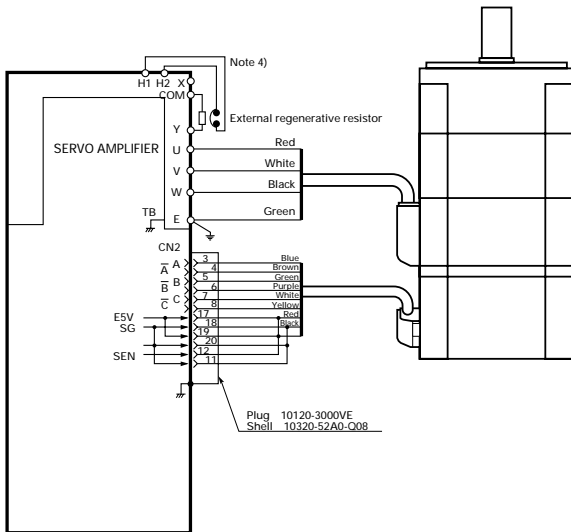 Note 4)
H1 H2 X
COM
External regenerative resistor
Y
Red
SERVO AMPLIFIER
U
White
V
Black
W
Green
TB
E
CN2
A 3 Blue
A̅ 4 Brown
B 5 Green
B̅ 6 Purple
C 7 White
C̅ 8 Yellow
E5V 17 Red
SG 18 Black
19
20
SEN 12
11
Plug 10120-3000VE
Shell 10320-52A0-Q08